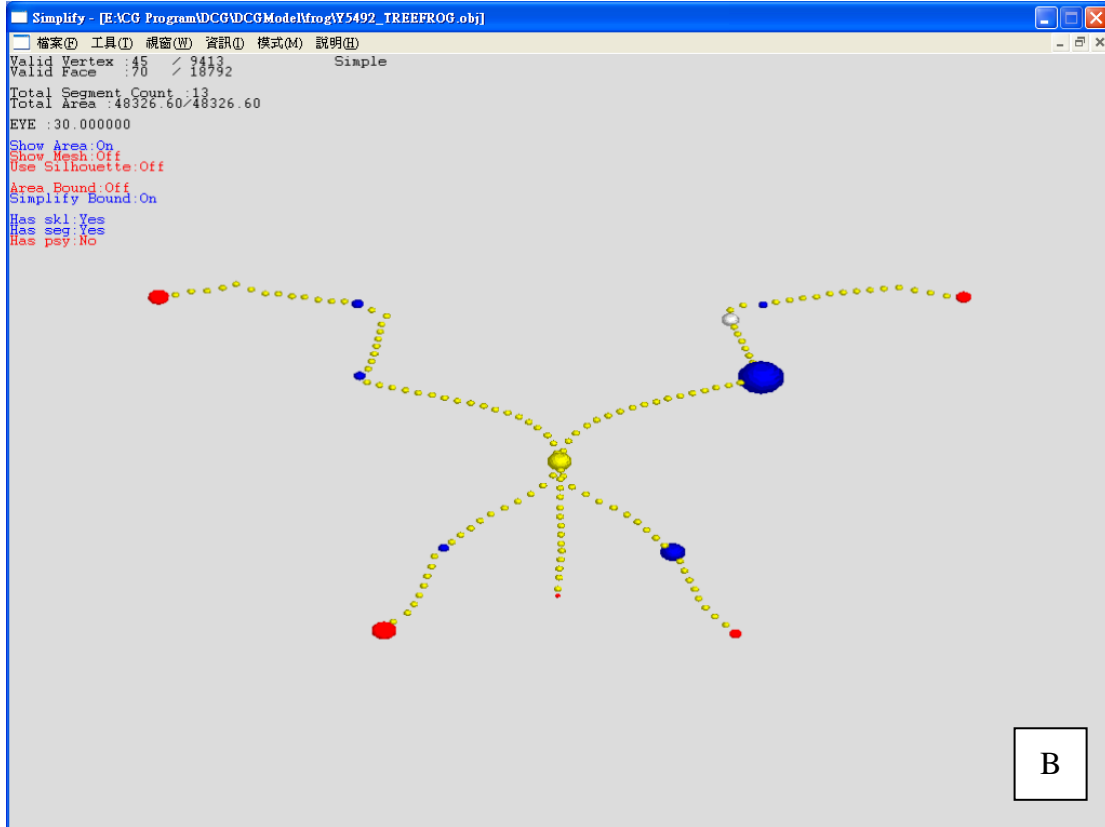 Simplify - [E:\CG Program\DCG\DCGModel\frog\Y5492_TREEFROG.obj]
檔案(F) 工具(T) 視窗(W) 資訊(I) 模式(M) 說明(H)
Valid Vertex :45 / 9413 Simple
Valid Face :70 / 18792
Total Segment Count :13
Total Area :48326.60/48326.60
EYE :30.000000
Show Area:On
Show Mesh:Off
Use Silhouette:Off
Area Bound:Off
Simplify Bound:On
Has skl:Yes
Has seg:Yes
Has psy:No
B